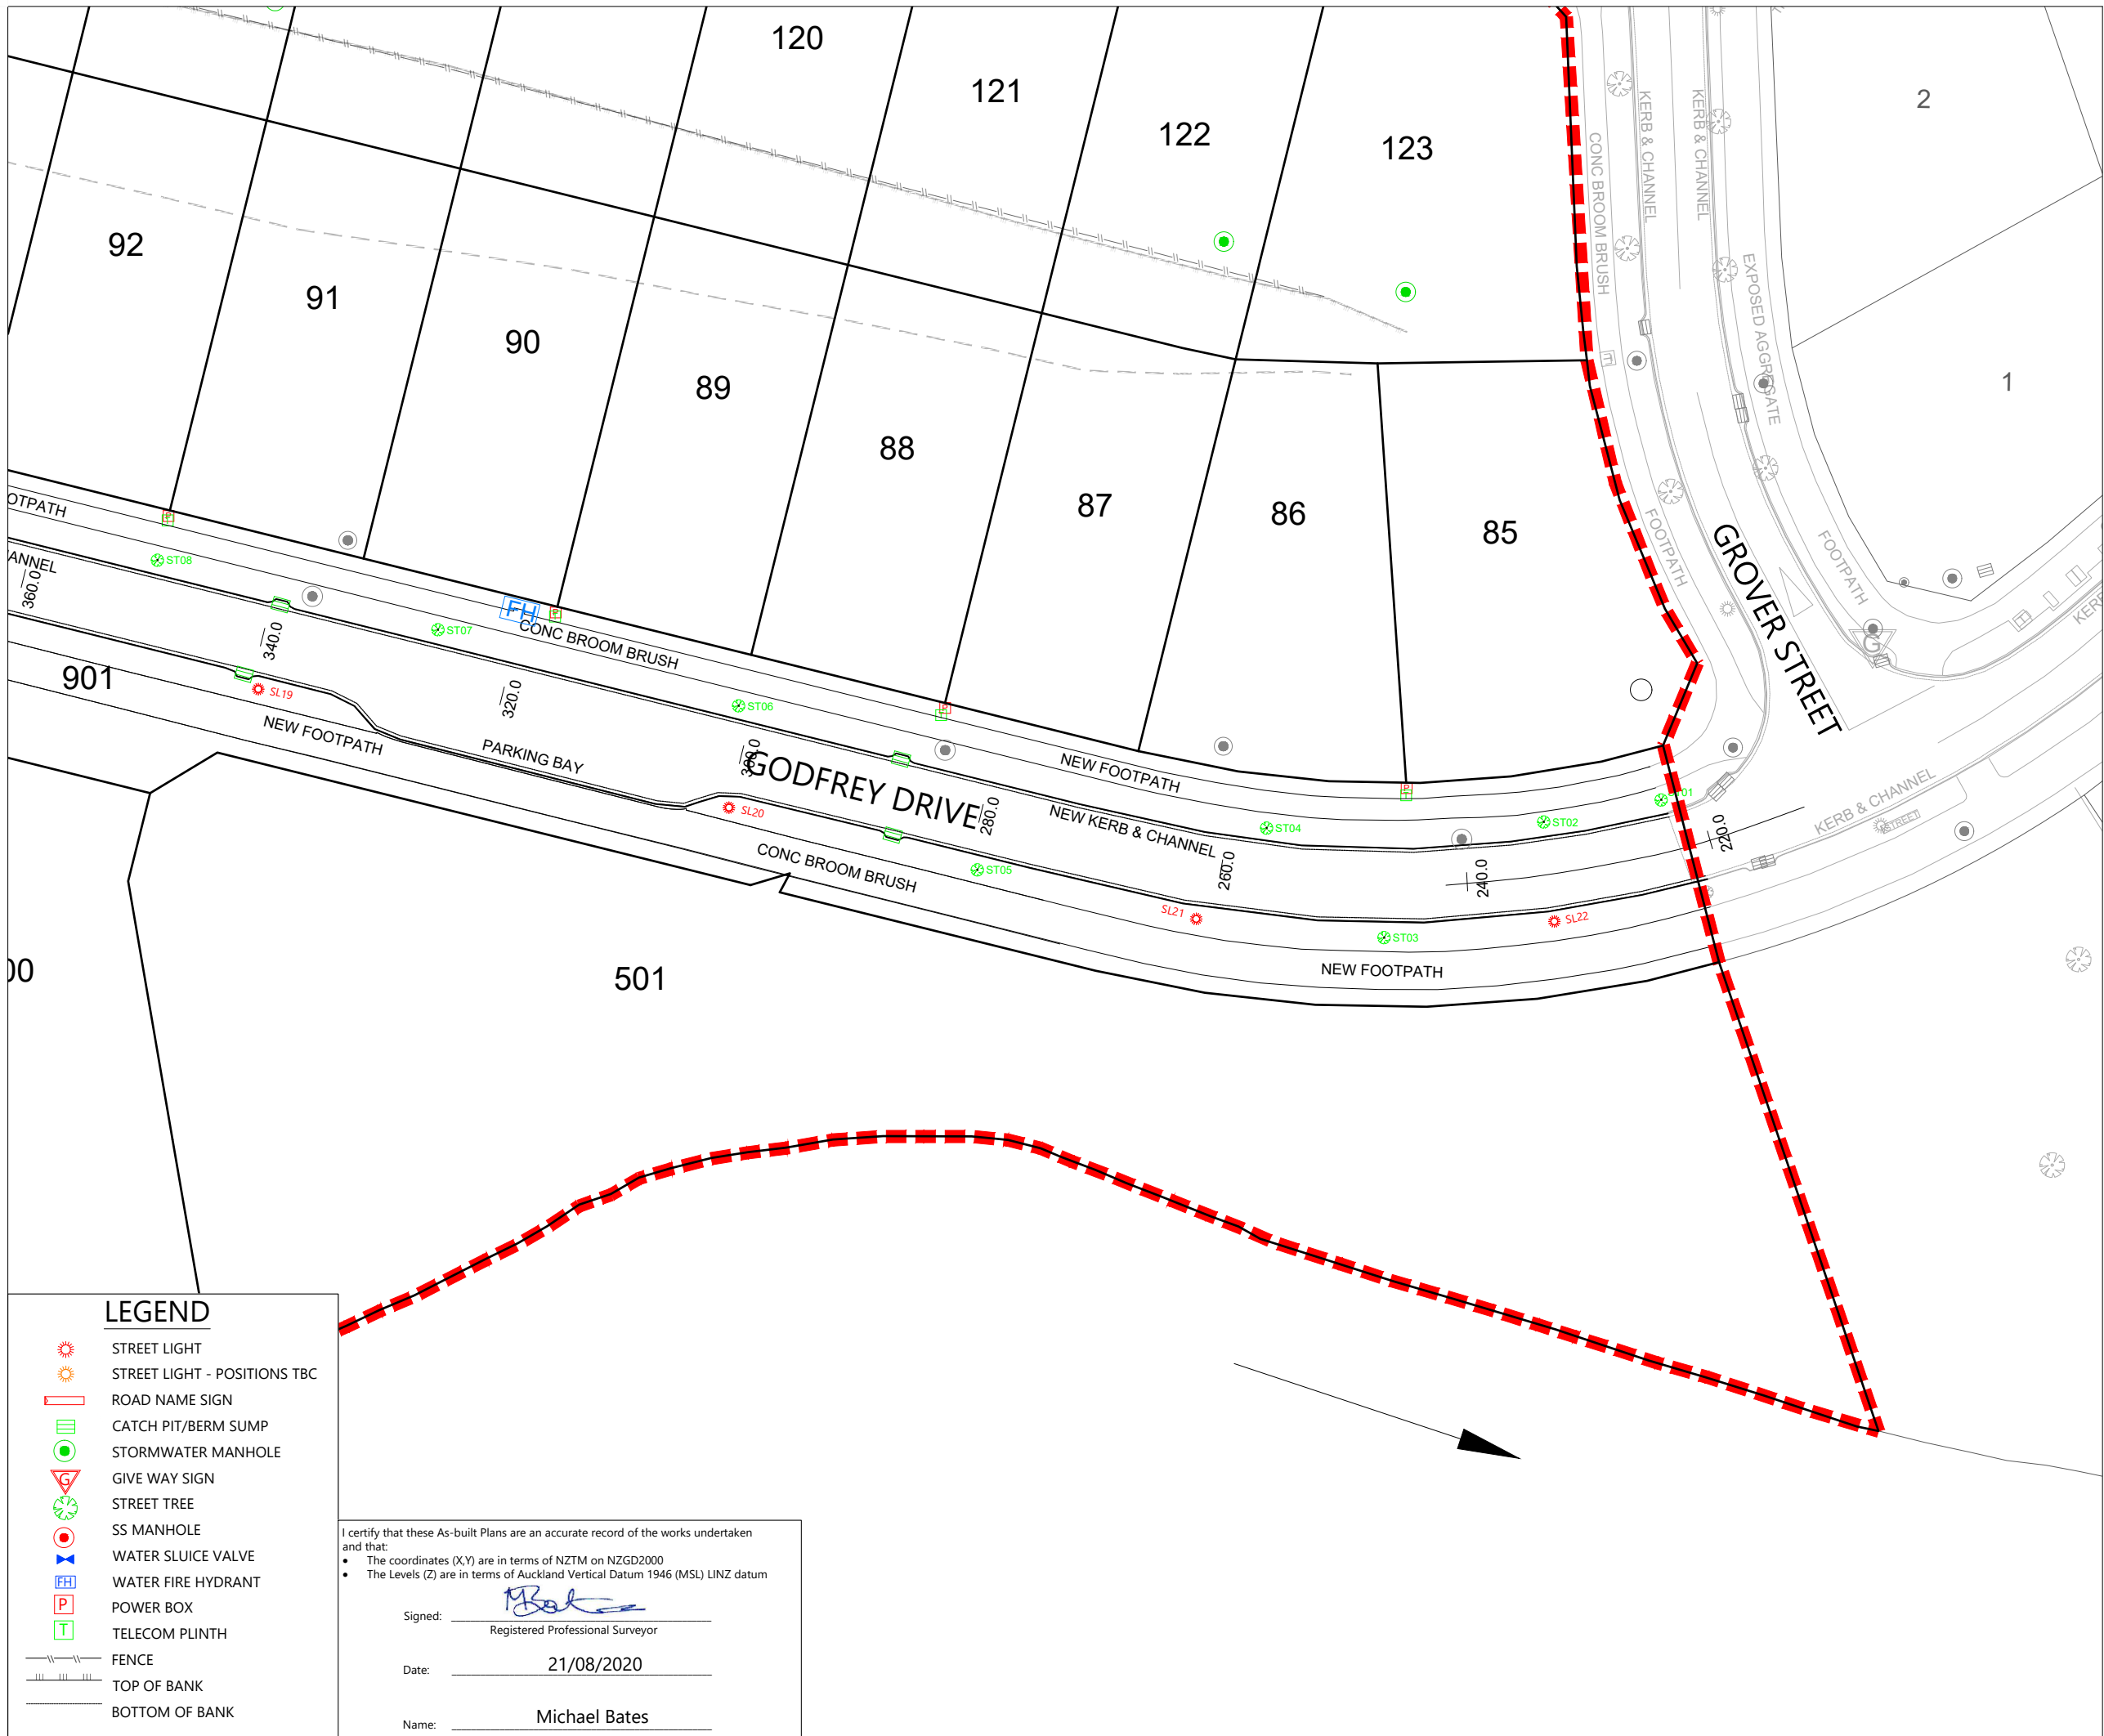 120
121
122
123
2
1
92
91
90
89
88
87
86
85
KERB & CHANNEL
KERB & CHANNEL
CONC BROOM BRUSH
EXPOSED AGGREGATE
FOOTPATH
FOOTPATH
GROVER STREET
T
G
OTPATH
ANNEL
360.0
P
ST08
340.0
ST07
FH
P
T
CONC BROOM BRUSH
901
SL19
NEW FOOTPATH
320.0
PARKING BAY
ST06
300.0
GODFREY DRIVE
SL20
P
T
280.0
NEW FOOTPATH
NEW KERB & CHANNEL
CONC BROOM BRUSH
ST05
260.0
ST04
P
T
ST02
01
240.0
220.0
KERB & CHANNEL
KERB
STREET
SL21
ST03
SL22
NEW FOOTPATH
00
501
LEGEND
STREET LIGHT
STREET LIGHT - POSITIONS TBC
ROAD NAME SIGN
CATCH PIT/BERM SUMP
STORMWATER MANHOLE
G GIVE WAY SIGN
STREET TREE
SS MANHOLE
WATER SLUICE VALVE
FH WATER FIRE HYDRANT
P POWER BOX
T TELECOM PLINTH
FENCE
TOP OF BANK
BOTTOM OF BANK
I certify that these As-built Plans are an accurate record of the works undertaken
and that:
• The coordinates (X,Y) are in terms of NZTM on NZGD2000
• The Levels (Z) are in terms of Auckland Vertical Datum 1946 (MSL) LINZ datum
Signed: MBates
Registered Professional Surveyor
Date: 21/08/2020
Name: Michael Bates